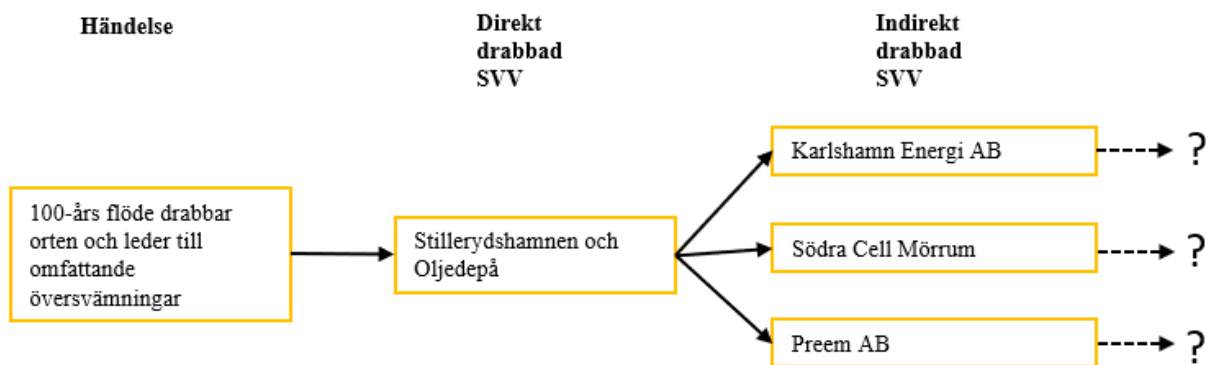 Händelse
Direkt
drabbad
SVV
Indirekt
drabbad
SVV
100-års flöde drabbar
orten och leder till
omfattande
översvämningar
Stillerydshamnen och
Oljedepå
Karlshamn Energi AB
?
Södra Cell Mörrum
?
Preem AB
?